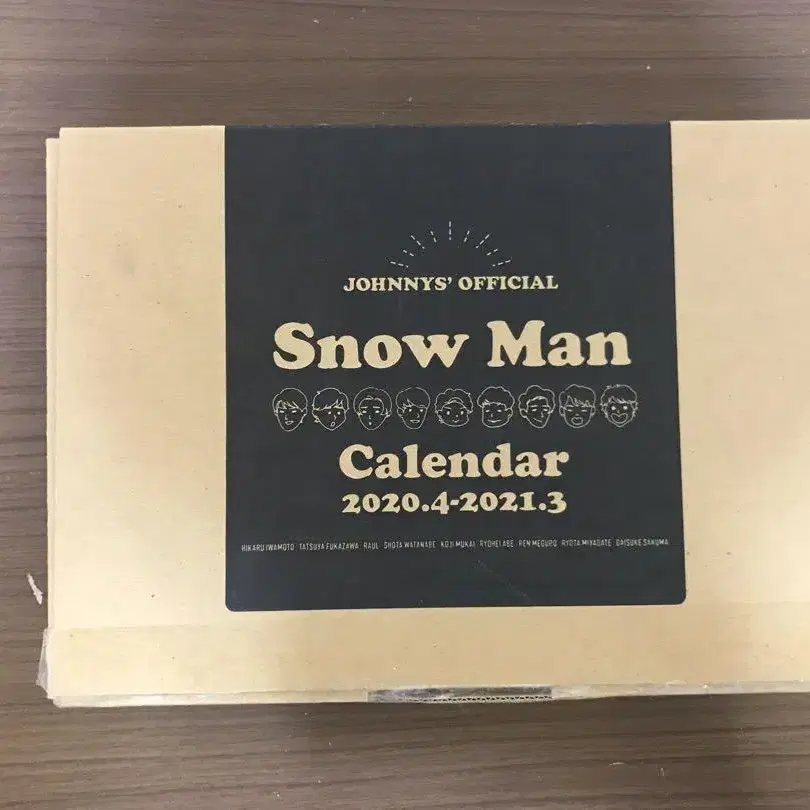 JOHNNYS' OFFICIAL
Snow Man
Calendar
2020.4-2021.3
HIKARU IWAMOTO TATSUYA FUKAZAWA RAUL SHOTA WATANABE KOJI MUKAI RYOHEI ABE REN MEGURO RYOTA MIYADATE DAISUKE SAKUMA